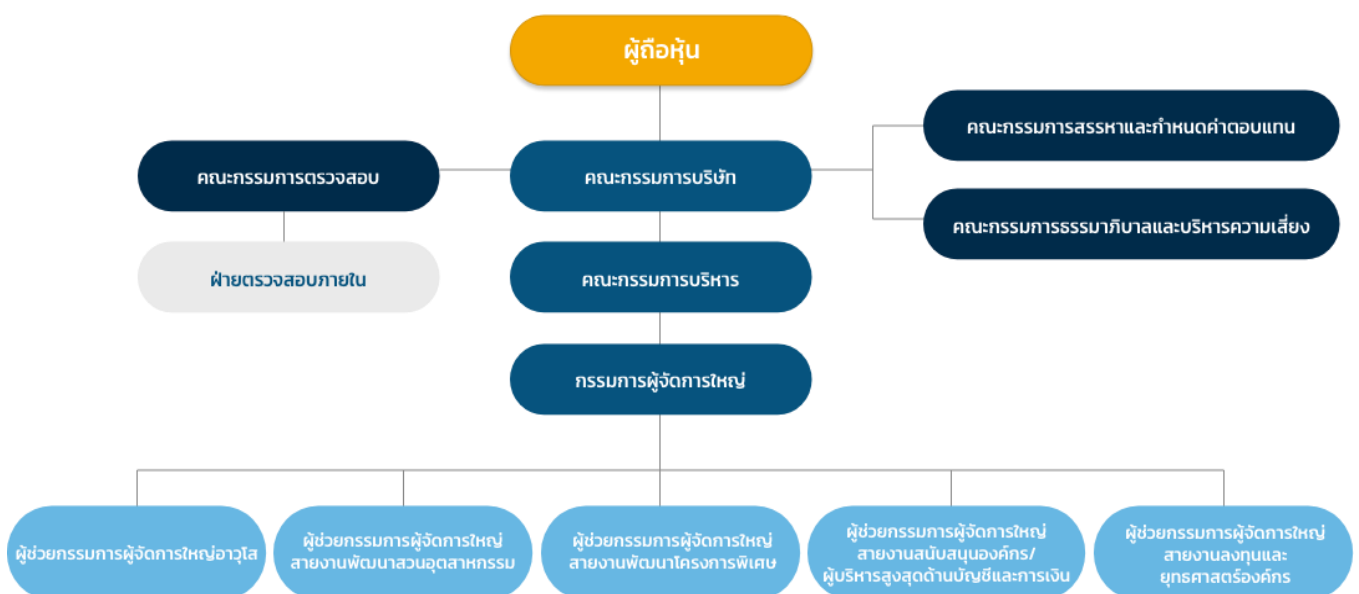 ผู้ถือหุ้น
คณะกรรมการสรรหาและกำหนดค่าตอบแทน
คณะกรรมการตรวจสอบ
คณะกรรมการบริษัท
คณะกรรมการธรรมาภิบาลและบริหารความเสี่ยง
ฝ่ายตรวจสอบภายใน
คณะกรรมการบริหาร
กรรมการผู้จัดการใหญ่
ผู้ช่วยกรรมการผู้จัดการใหญ่อาวุโส
ผู้ช่วยกรรมการผู้จัดการใหญ่
สายงานพัฒนาสวนอุตสาหกรรม
ผู้ช่วยกรรมการผู้จัดการใหญ่
สายงานพัฒนาโครงการพิเศษ
ผู้ช่วยกรรมการผู้จัดการใหญ่
สายงานสนับสนุนองค์กร/
ผู้บริหารสูงสุดด้านบัญชีและการเงิน
ผู้ช่วยกรรมการผู้จัดการใหญ่
สายงานลงทุนและ
ยุทธศาสตร์องค์กร